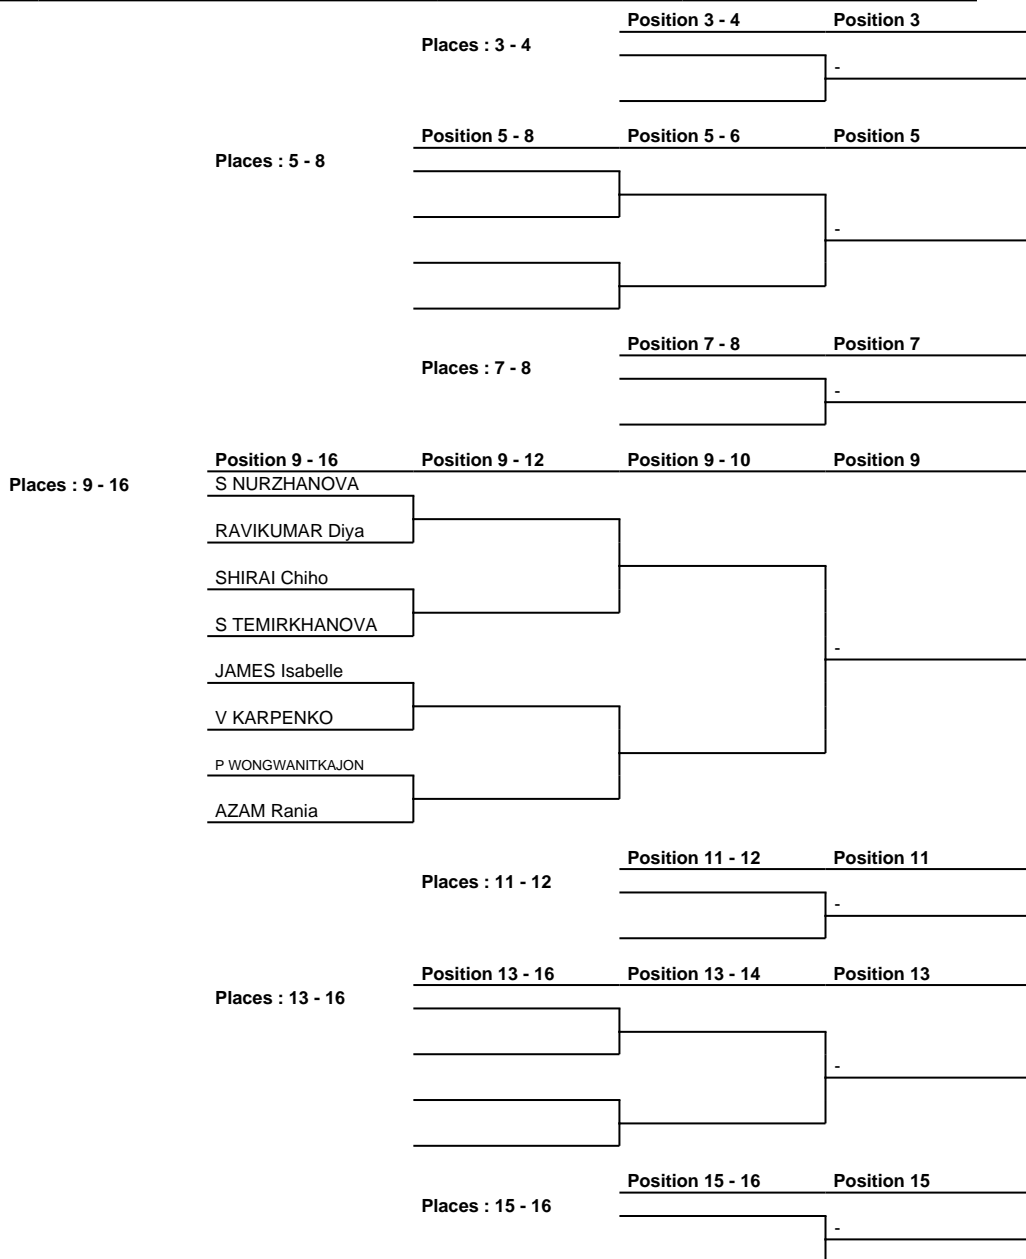 Position 3 - 4 Position 3
Places : 3 - 4
-
Position 5 - 8 Position 5 - 6 Position 5
Places : 5 - 8
-
Position 7 - 8 Position 7
Places : 7 - 8
-
Position 9 - 16 Position 9 - 12 Position 9 - 10 Position 9
Places : 9 - 16 S NURZHANOVA
RAVIKUMAR Diya
SHIRAI Chiho
S TEMIRKHANOVA
-
JAMES Isabelle
V KARPENKO
P WONGWANITKAJON
AZAM Rania
Position 11 - 12 Position 11
Places : 11 - 12
-
Position 13 - 16 Position 13 - 14 Position 13
Places : 13 - 16
-
Position 15 - 16 Position 15
Places : 15 - 16
-